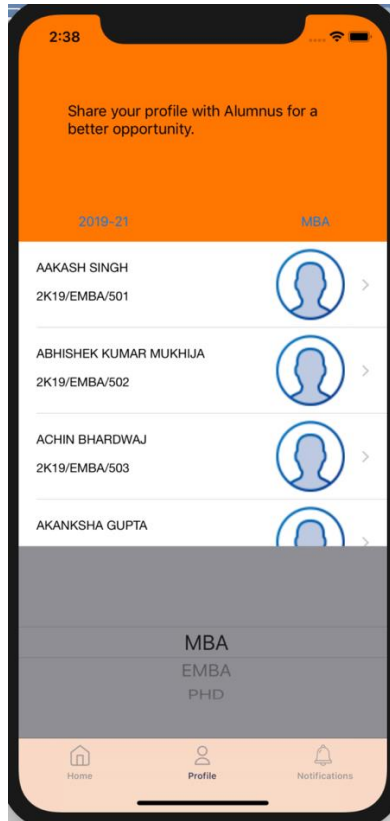 2:38
Share your profile with Alumnus for a
better opportunity.
2019-21 MBA
AAKASH SINGH
2K19/EMBA/501
ABHISHEK KUMAR MUKHIJA
2K19/EMBA/502
ACHIN BHARDWAJ
2K19/EMBA/503
AKANKSHA GUPTA
MBA
EMBA
PHD
Home Profile Notifications